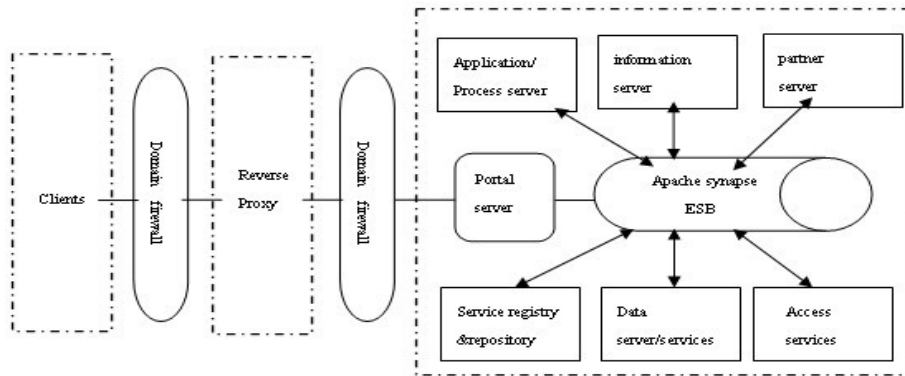 Clients
Domain firewall
Reverse
Proxy
Domain firewall
Portal
server
Application/
Process server
information
server
partner
server
Apache synapse
ESB
Service registry
&repository
Data
server/services
Access
services